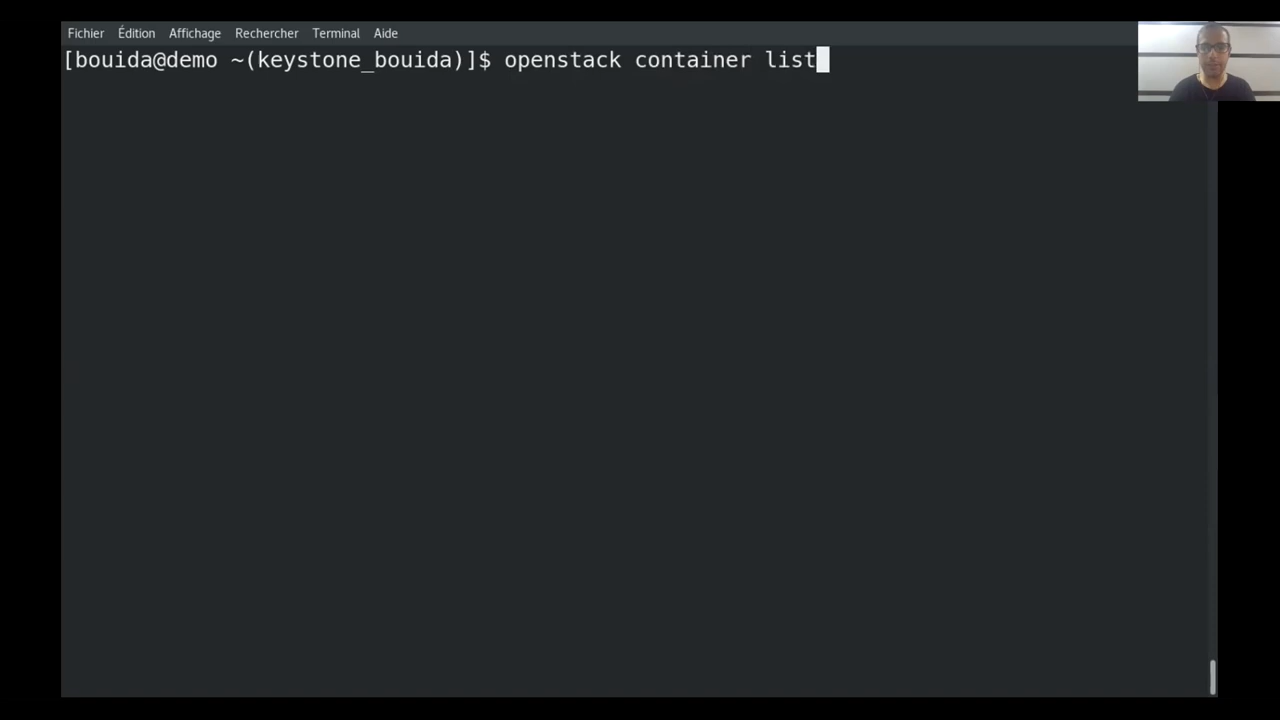 Fichier Édition Affichage Rechercher Terminal Aide
[bouida@demo ~(keystone_bouida)]$ openstack container list